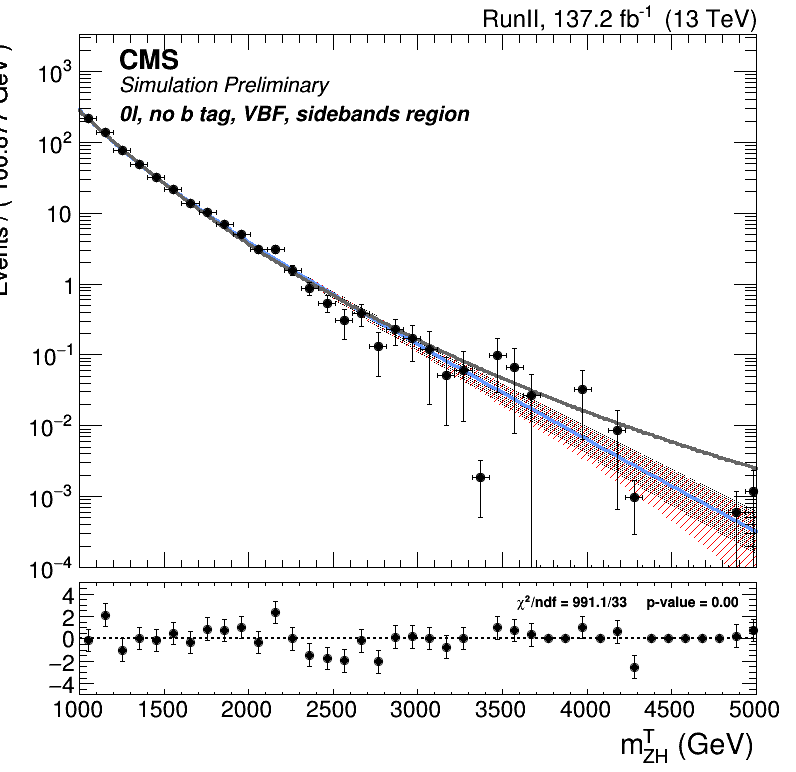 RunII, 137.2 fb⁻¹ (13 TeV)
CMS
Simulation Preliminary
0l, no b tag, VBF, sidebands region
10³
10²
10
1
10⁻¹
10⁻²
10⁻³
10⁻⁴
χ²/ndf = 991.1/33 p-value = 0.00
4
2
0
−2
−4
1000 1500 2000 2500 3000 3500 4000 4500 5000
m^T_ZH (GeV)